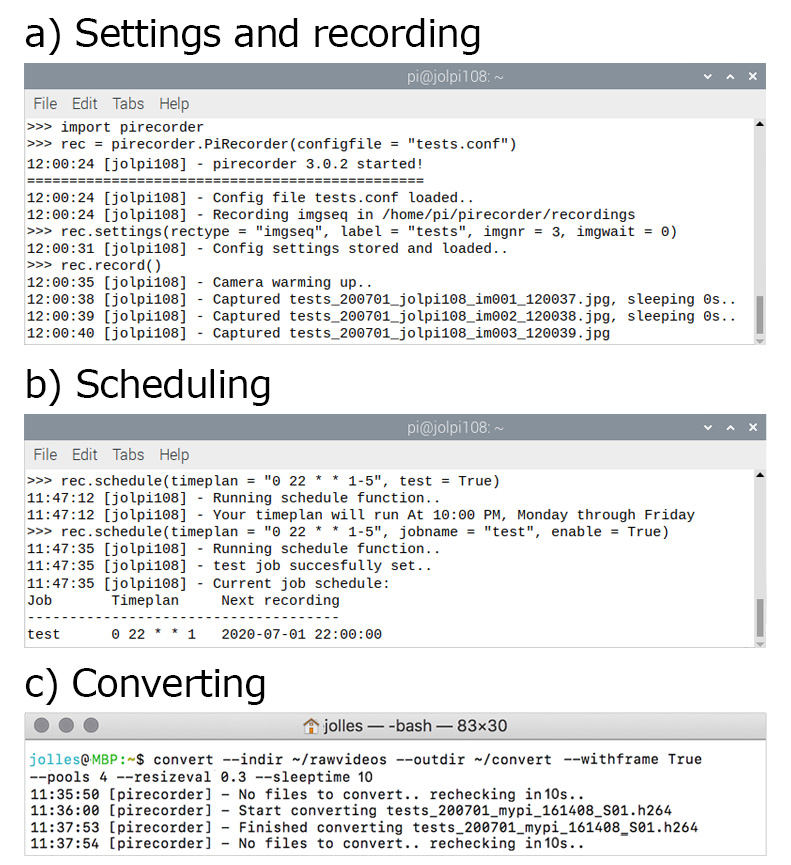 a) Settings and recording
pi@jolpi108: ~
File Edit Tabs Help
>>> import pirecorder
>>> rec = pirecorder.PiRecorder(configfile = "tests.conf")
12:00:24 [jolpi108] - pirecorder 3.0.2 started!
===============================================
12:00:24 [jolpi108] - Config file tests.conf loaded..
12:00:24 [jolpi108] - Recording imgseq in /home/pi/pirecorder/recordings
>>> rec.settings(rectype = "imgseq", label = "tests", imgnr = 3, imgwait = 0)
12:00:31 [jolpi108] - Config settings stored and loaded..
>>> rec.record()
12:00:35 [jolpi108] - Camera warming up..
12:00:38 [jolpi108] - Captured tests_200701_jolpi108_im001_120037.jpg, sleeping 0s..
12:00:39 [jolpi108] - Captured tests_200701_jolpi108_im002_120038.jpg, sleeping 0s..
12:00:40 [jolpi108] - Captured tests_200701_jolpi108_im003_120039.jpg
b) Scheduling
pi@jolpi108: ~
File Edit Tabs Help
>>> rec.schedule(timeplan = "0 22 * * 1-5", test = True)
11:47:12 [jolpi108] - Running schedule function..
11:47:12 [jolpi108] - Your timeplan will run At 10:00 PM, Monday through Friday
>>> rec.schedule(timeplan = "0 22 * * 1-5", jobname = "test", enable = True)
11:47:35 [jolpi108] - Running schedule function..
11:47:35 [jolpi108] - test job succesfully set..
11:47:35 [jolpi108] - Current job schedule:
Job Timeplan Next recording
-------------------------------------
test 0 22 * * 1 2020-07-01 22:00:00
c) Converting
jolles — -bash — 83×30
jolles@MBP:~$ convert --indir ~/rawvideos --outdir ~/convert --withframe True
--pools 4 --resizeval 0.3 --sleeptime 10
11:35:50 [pirecorder] – No files to convert.. rechecking in10s..
11:36:00 [pirecorder] – Start converting tests_200701_mypi_161408_S01.h264
11:37:53 [pirecorder] – Finished converting tests_200701_mypi_161408_S01.h264
11:37:54 [pirecorder] – No files to convert.. rechecking in10s..